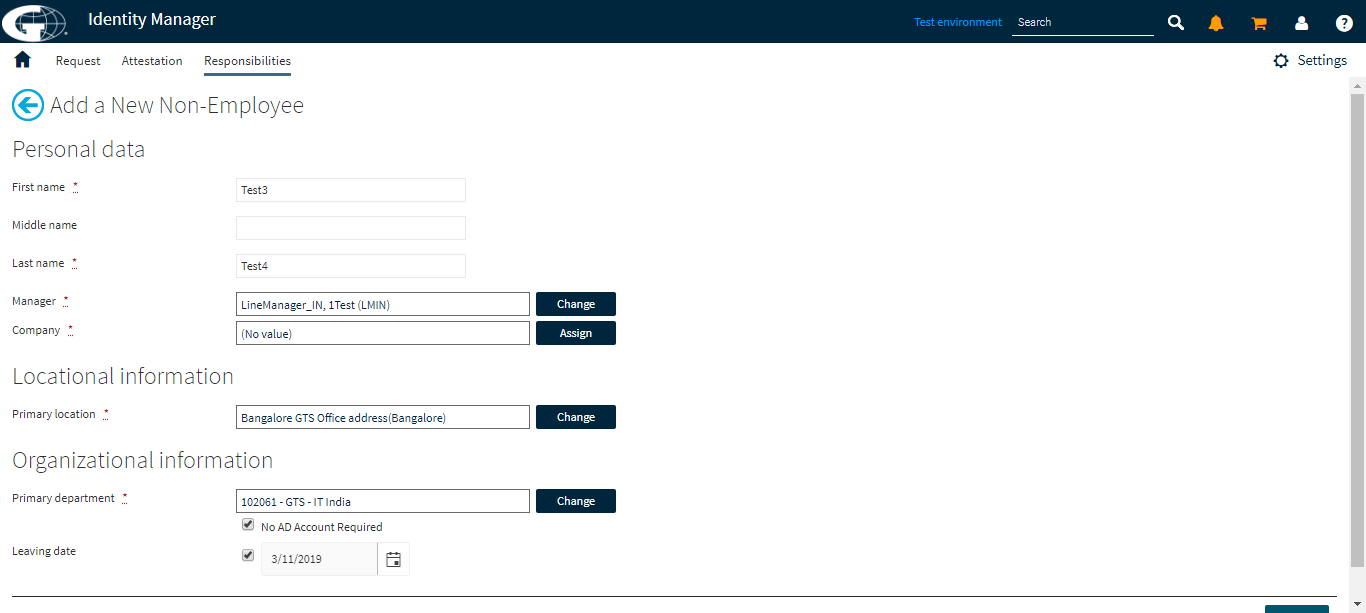 Identity Manager
Test environment
Search
Request
Attestation
Responsibilities
Settings
Add a New Non-Employee
Personal data
First name *
Test3
Middle name
Last name *
Test4
Manager *
LineManager_IN, 1Test (LMIN)
Change
Company *
(No value)
Assign
Locational information
Primary location *
Bangalore GTS Office address(Bangalore)
Change
Organizational information
Primary department *
102061 - GTS - IT India
Change
No AD Account Required
Leaving date
3/11/2019